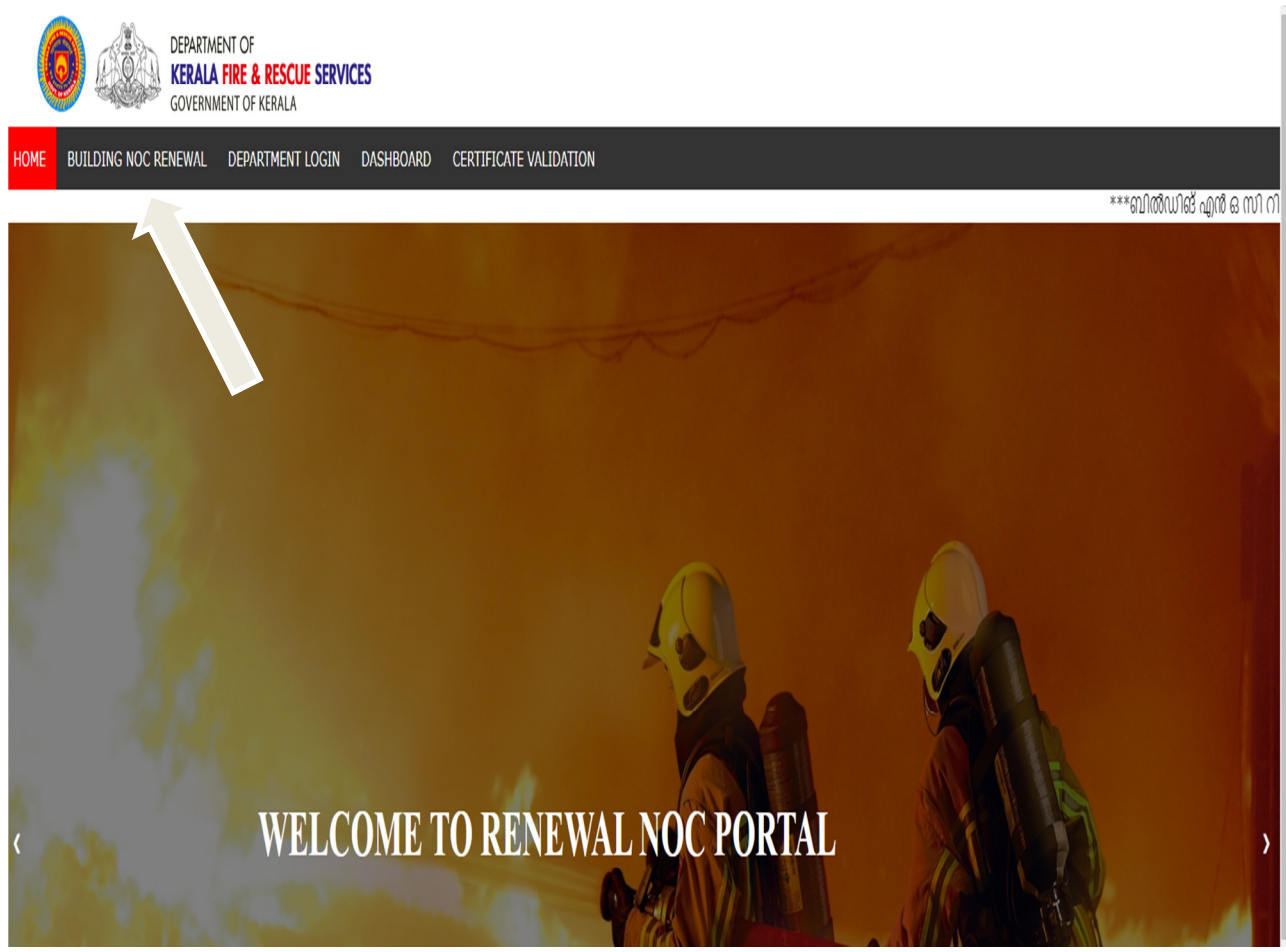 DEPARTMENT OF
KERALA FIRE & RESCUE SERVICES
GOVERNMENT OF KERALA
HOME BUILDING NOC RENEWAL DEPARTMENT LOGIN DASHBOARD CERTIFICATE VALIDATION
***ബിൽഡിങ് എൻ ഒ സി റി
WELCOME TO RENEWAL NOC PORTAL